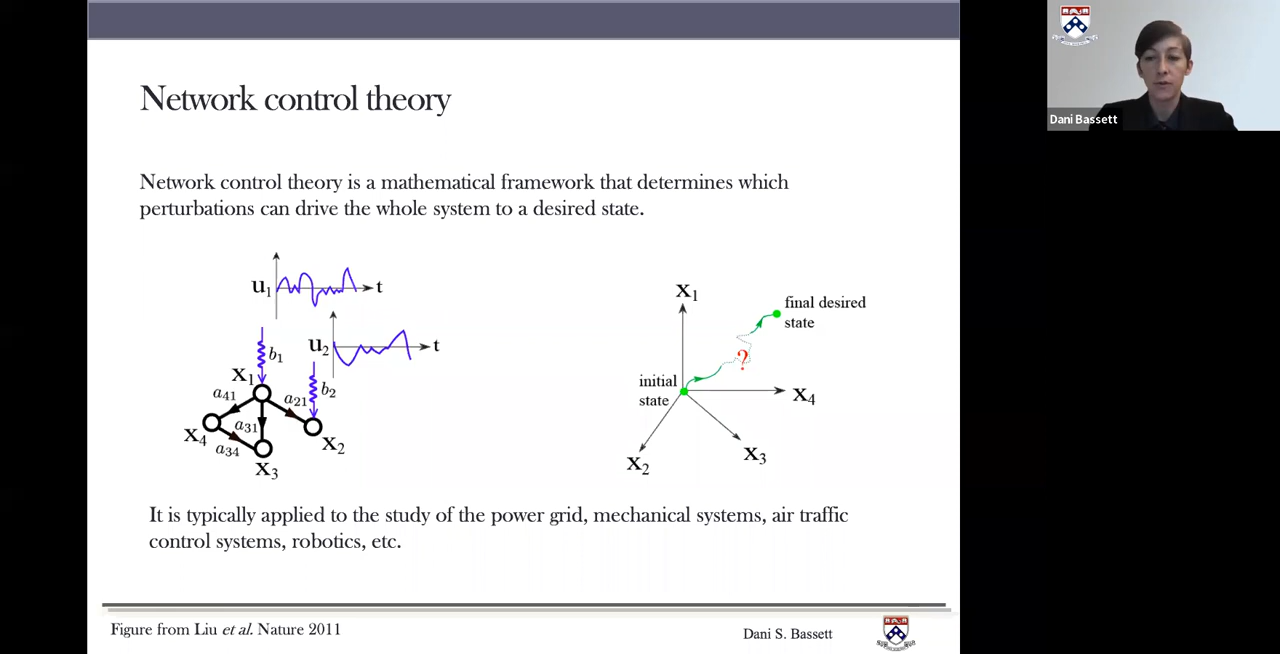 Network control theory
Dani Bassett
Network control theory is a mathematical framework that determines which
perturbations can drive the whole system to a desired state.
u1
t
b1
u2
t
b2
X1
a41
a21
a31
X4
a34
X2
X3
X1
final desired
state
?
initial
state
X4
X3
X2
It is typically applied to the study of the power grid, mechanical systems, air traffic
control systems, robotics, etc.
Figure from Liu et al. Nature 2011
Dani S. Bassett